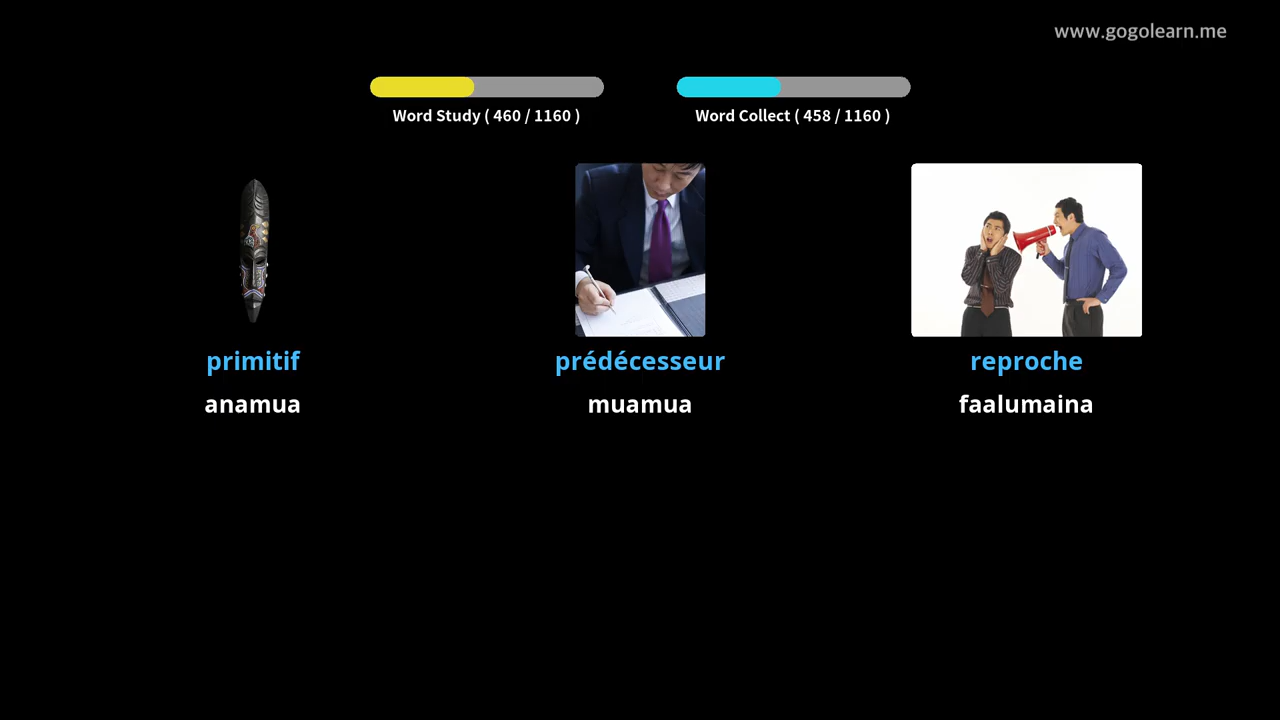 www.gogolearn.me
Word Study ( 460 / 1160 )
Word Collect ( 458 / 1160 )
primitif
anamua
prédécesseur
muamua
reproche
faalumaina